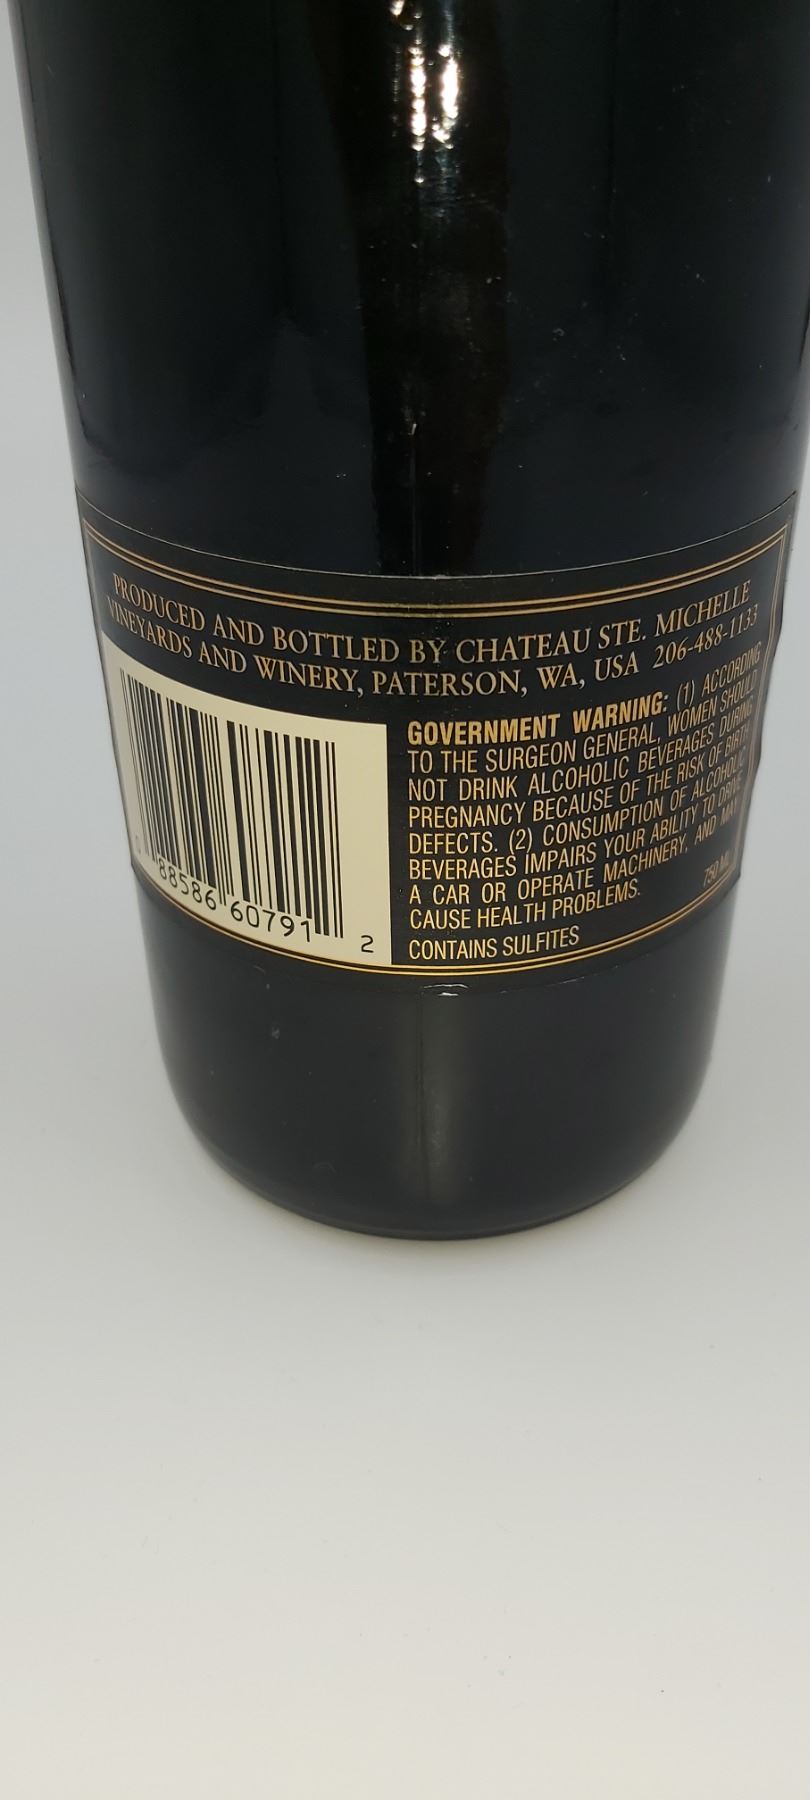 PRODUCED AND BOTTLED BY CHATEAU STE. MICHELLE
VINEYARDS AND WINERY, PATERSON, WA, USA 206-488-1133
GOVERNMENT WARNING: (1) ACCORDING
TO THE SURGEON GENERAL, WOMEN SHOULD
NOT DRINK ALCOHOLIC BEVERAGES DURING
PREGNANCY BECAUSE OF THE RISK OF BIRTH
DEFECTS. (2) CONSUMPTION OF ALCOHOLIC
BEVERAGES IMPAIRS YOUR ABILITY TO DRIVE
A CAR OR OPERATE MACHINERY, AND MAY
CAUSE HEALTH PROBLEMS.
750 ML
CONTAINS SULFITES
0 88586 60791 2